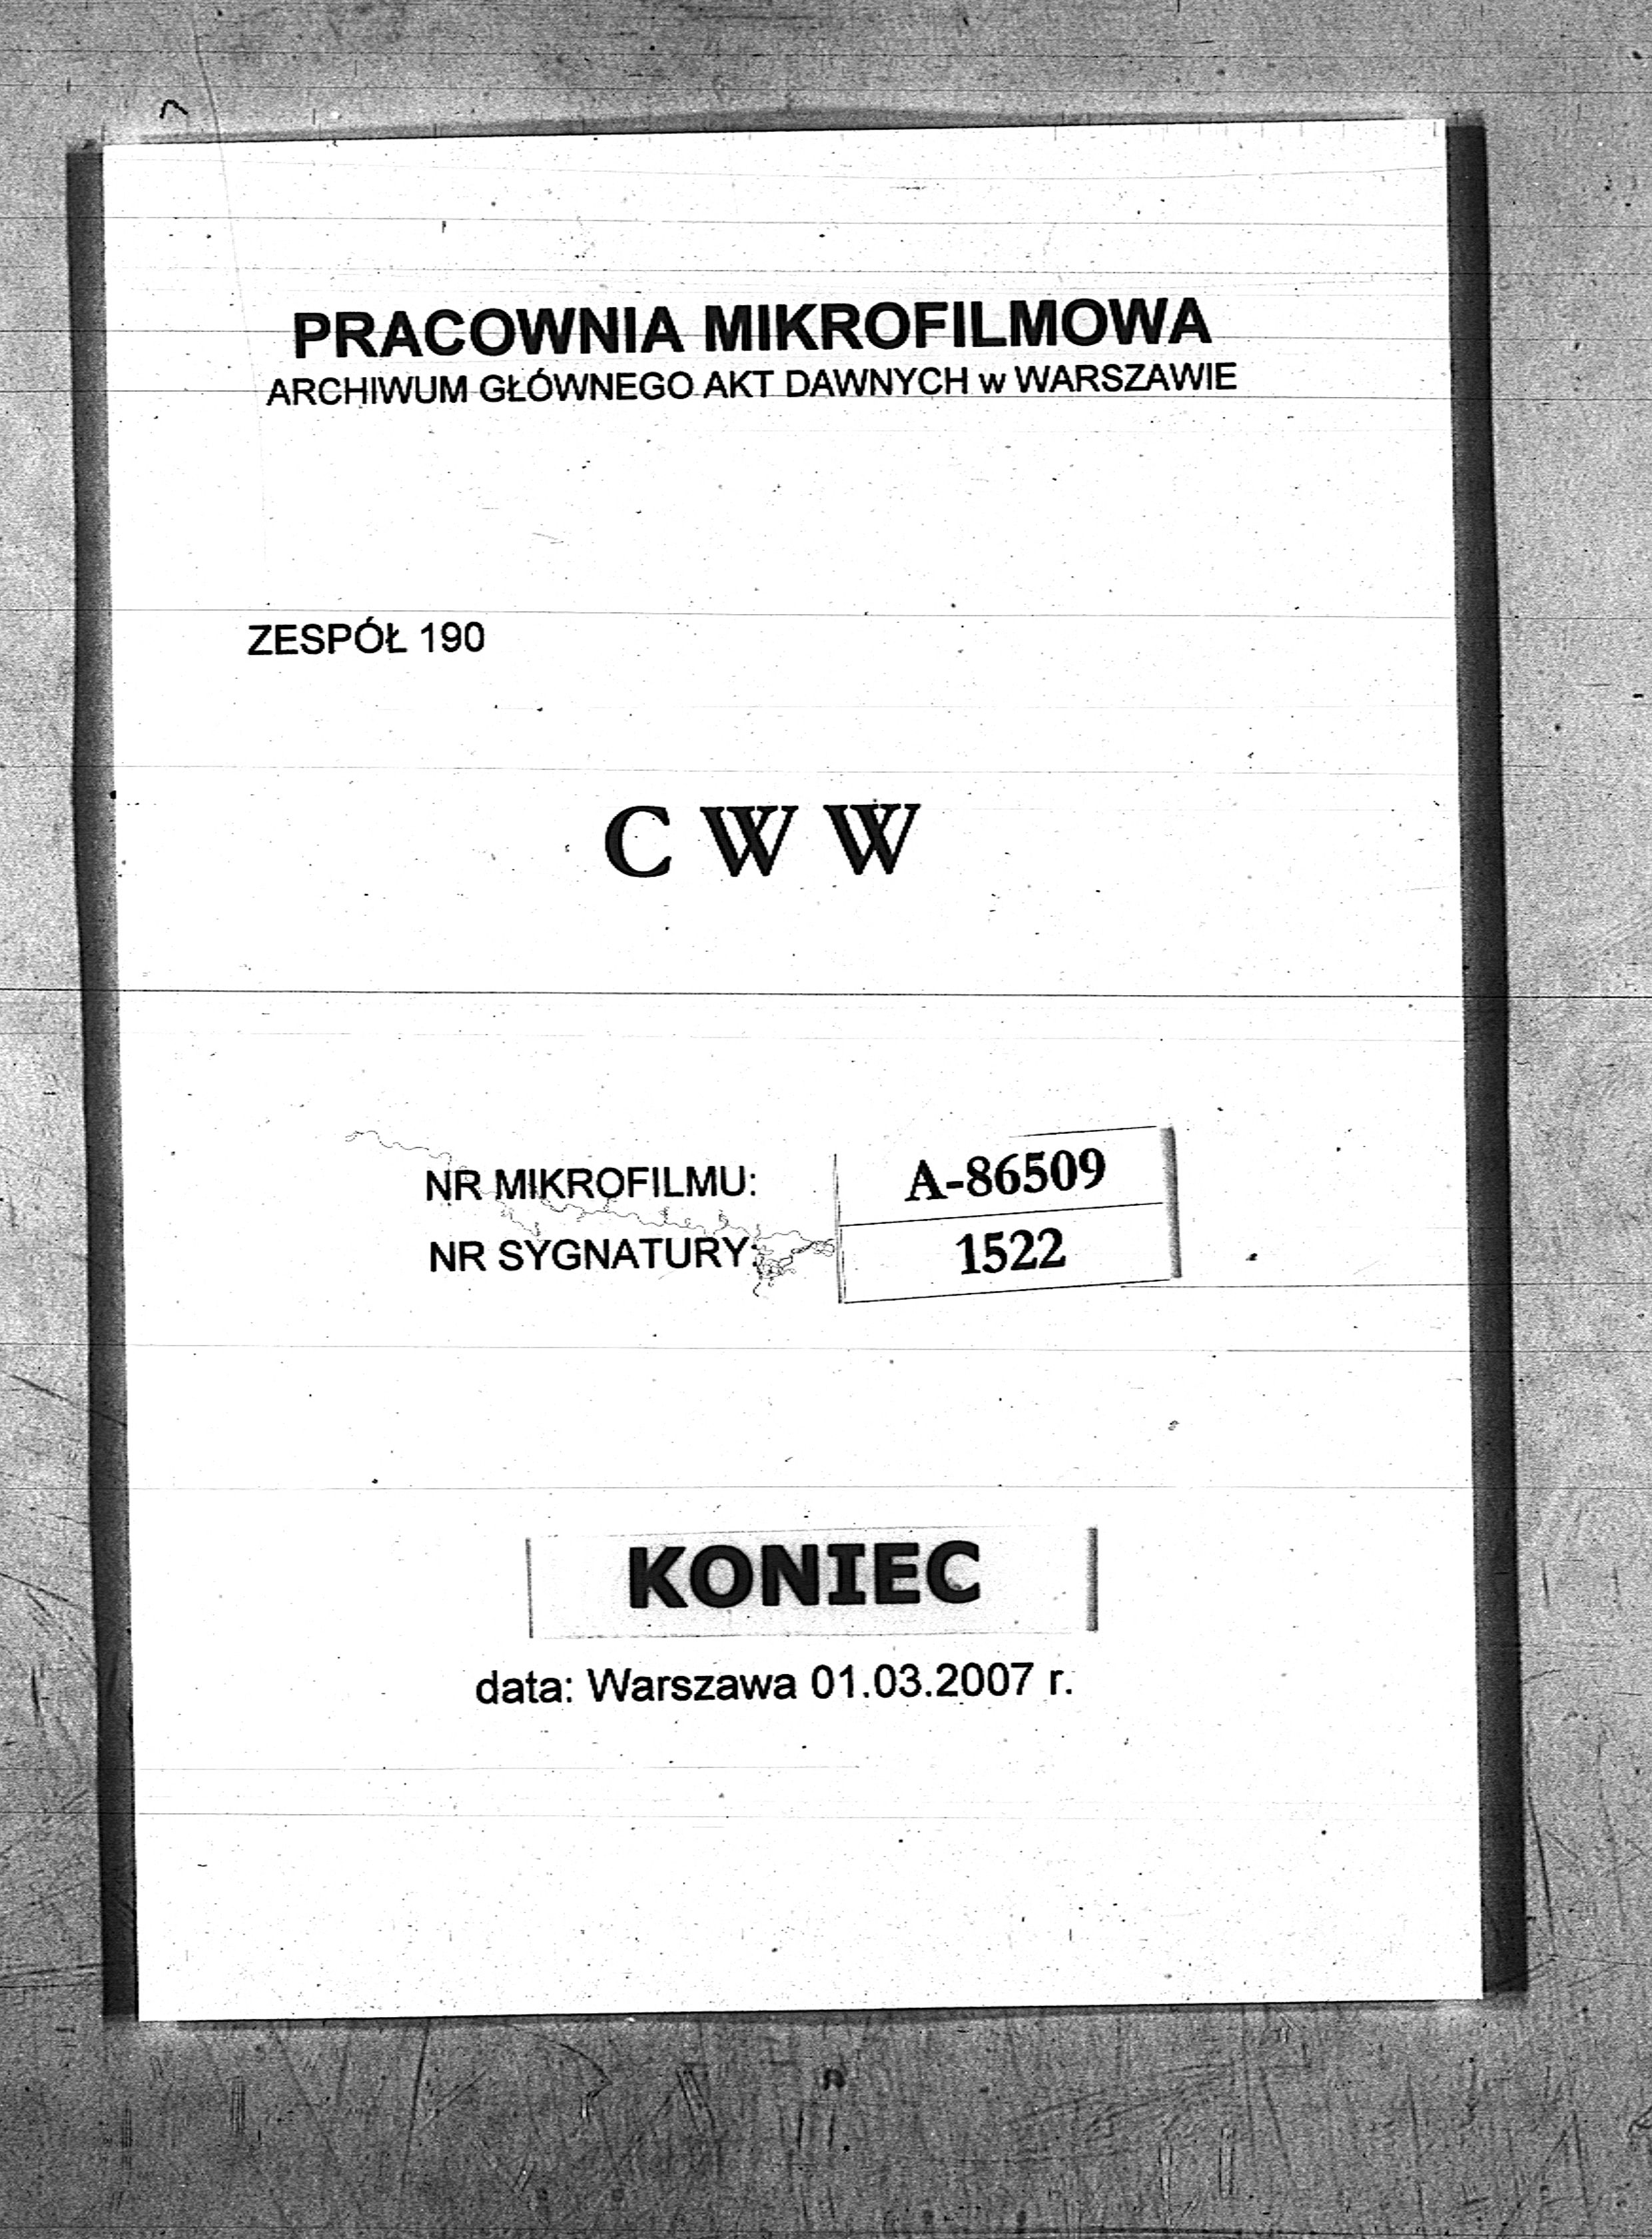 PRACOWNIA MIKROFILMOWA
ARCHIWUM GŁÓWNEGO AKT DAWNYCH w WARSZAWIE
ZESPÓŁ 190
C W W
NR MIKROFILMU: A-86509
NR SYGNATURY: 1522
KONIEC
data: Warszawa 01.03.2007 r.